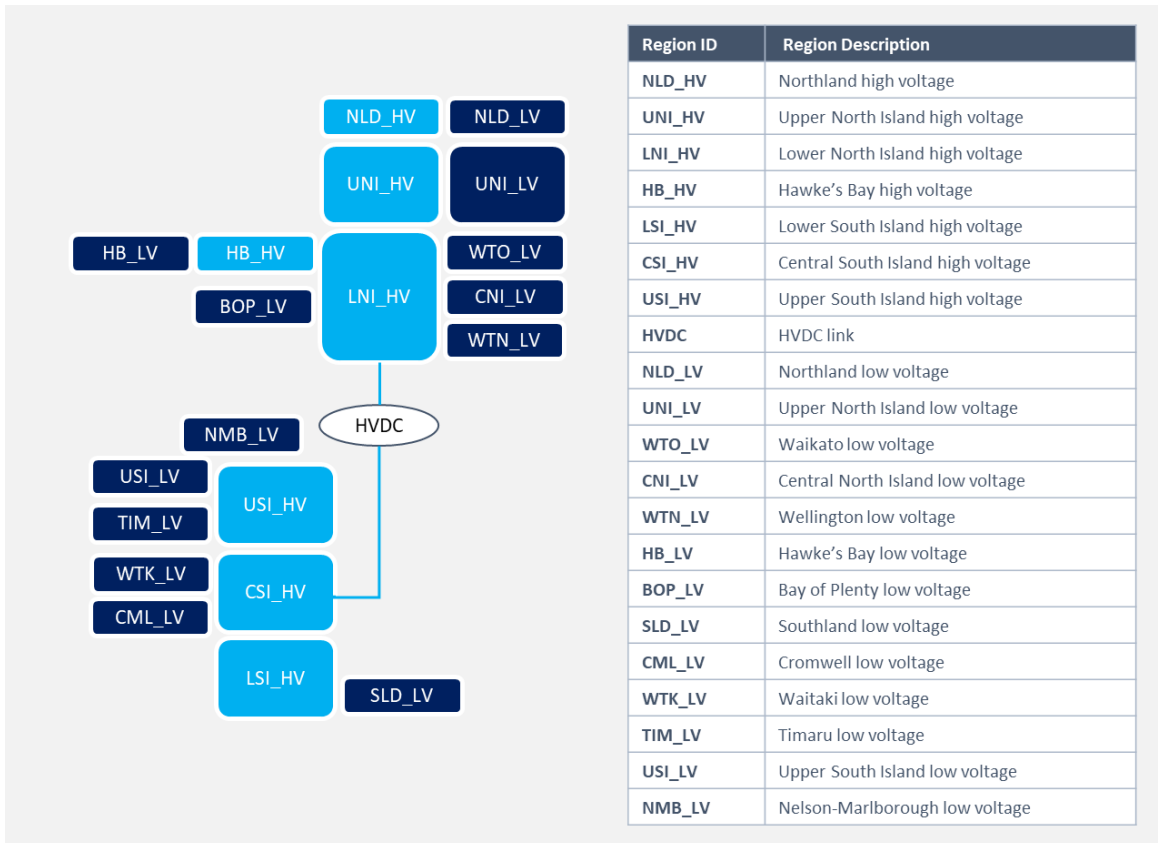 NLD_HV
NLD_LV
UNI_HV
UNI_LV
HB_LV
HB_HV
LNI_HV
WTO_LV
BOP_LV
CNI_LV
WTN_LV
HVDC
NMB_LV
USI_LV
USI_HV
TIM_LV
WTK_LV
CSI_HV
CML_LV
LSI_HV
SLD_LV
Region ID Region Description
NLD_HV Northland high voltage
UNI_HV Upper North Island high voltage
LNI_HV Lower North Island high voltage
HB_HV Hawke’s Bay high voltage
LSI_HV Lower South Island high voltage
CSI_HV Central South Island high voltage
USI_HV Upper South Island high voltage
HVDC HVDC link
NLD_LV Northland low voltage
UNI_LV Upper North Island low voltage
WTO_LV Waikato low voltage
CNI_LV Central North Island low voltage
WTN_LV Wellington low voltage
HB_LV Hawke’s Bay low voltage
BOP_LV Bay of Plenty low voltage
SLD_LV Southland low voltage
CML_LV Cromwell low voltage
WTK_LV Waitaki low voltage
TIM_LV Timaru low voltage
USI_LV Upper South Island low voltage
NMB_LV Nelson-Marlborough low voltage